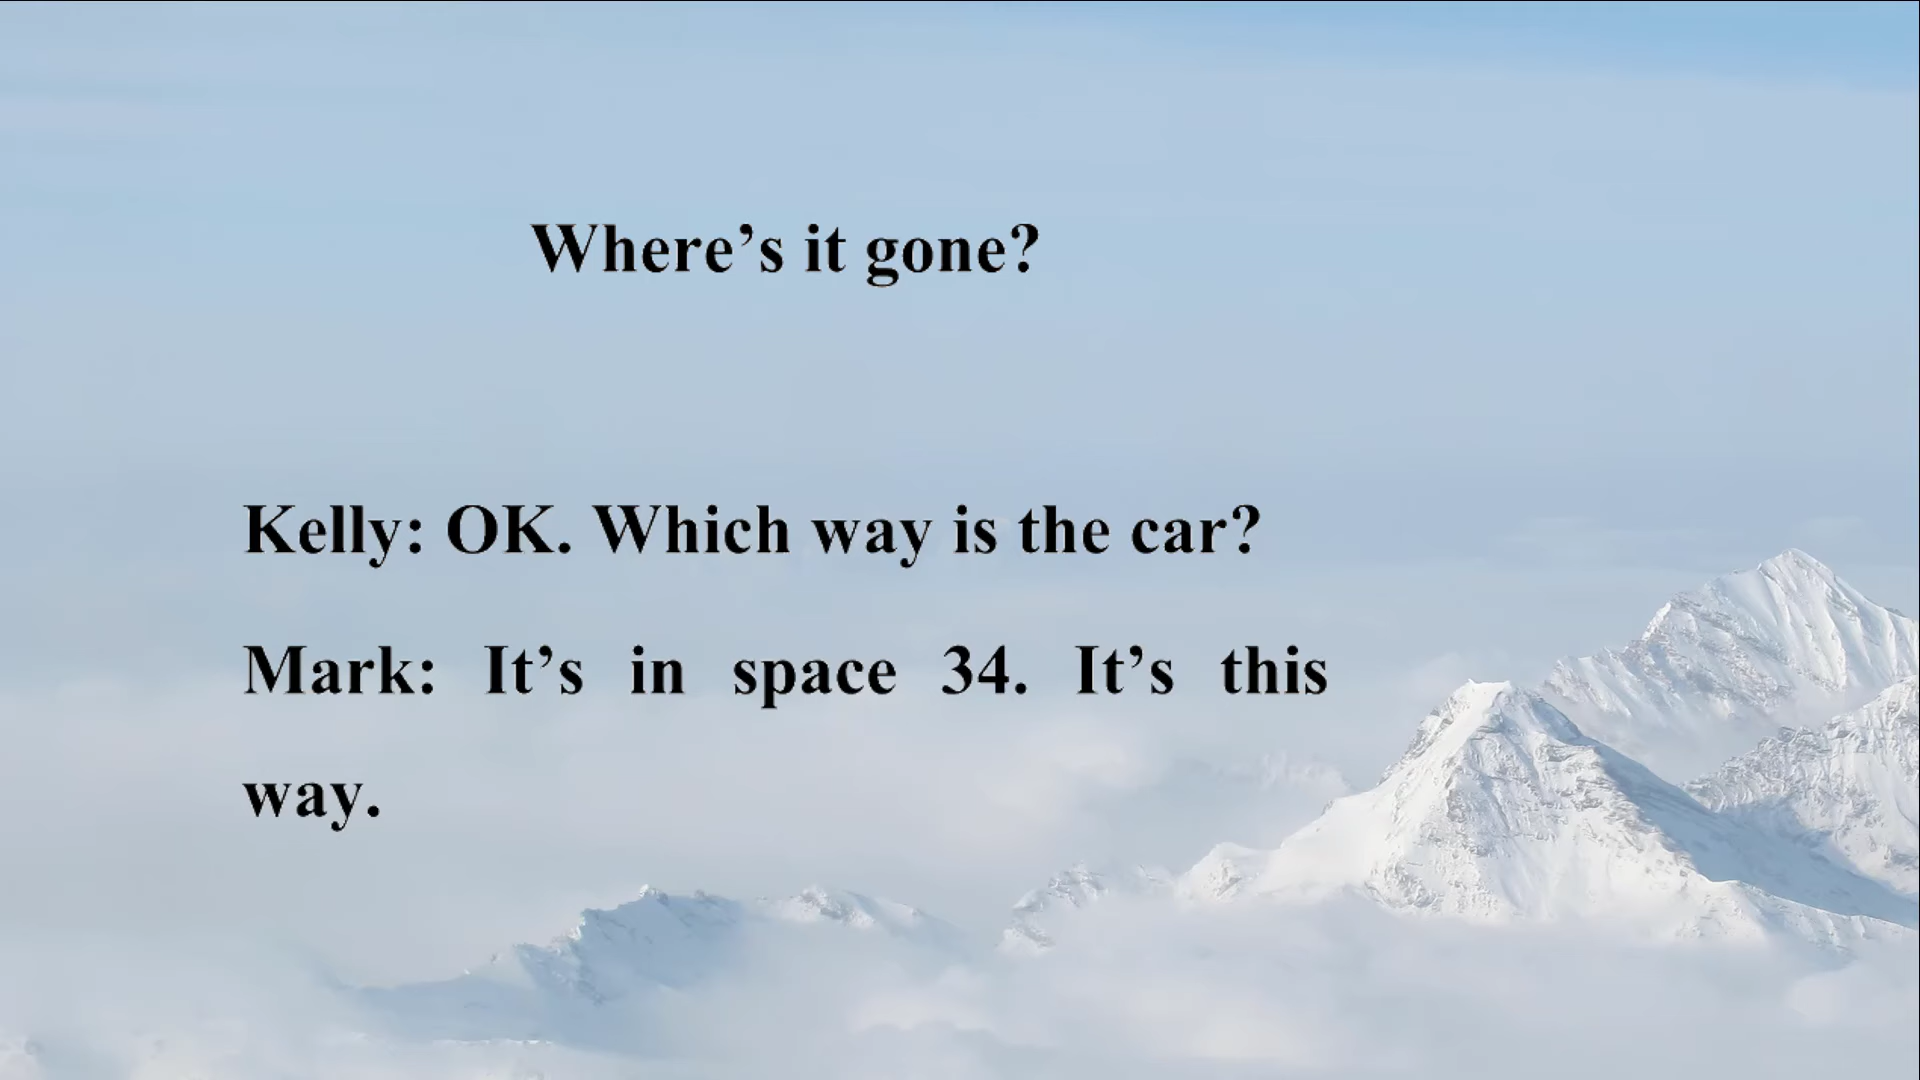 Where’s it gone?
Kelly: OK. Which way is the car?
Mark: It’s in space 34. It’s this
way.